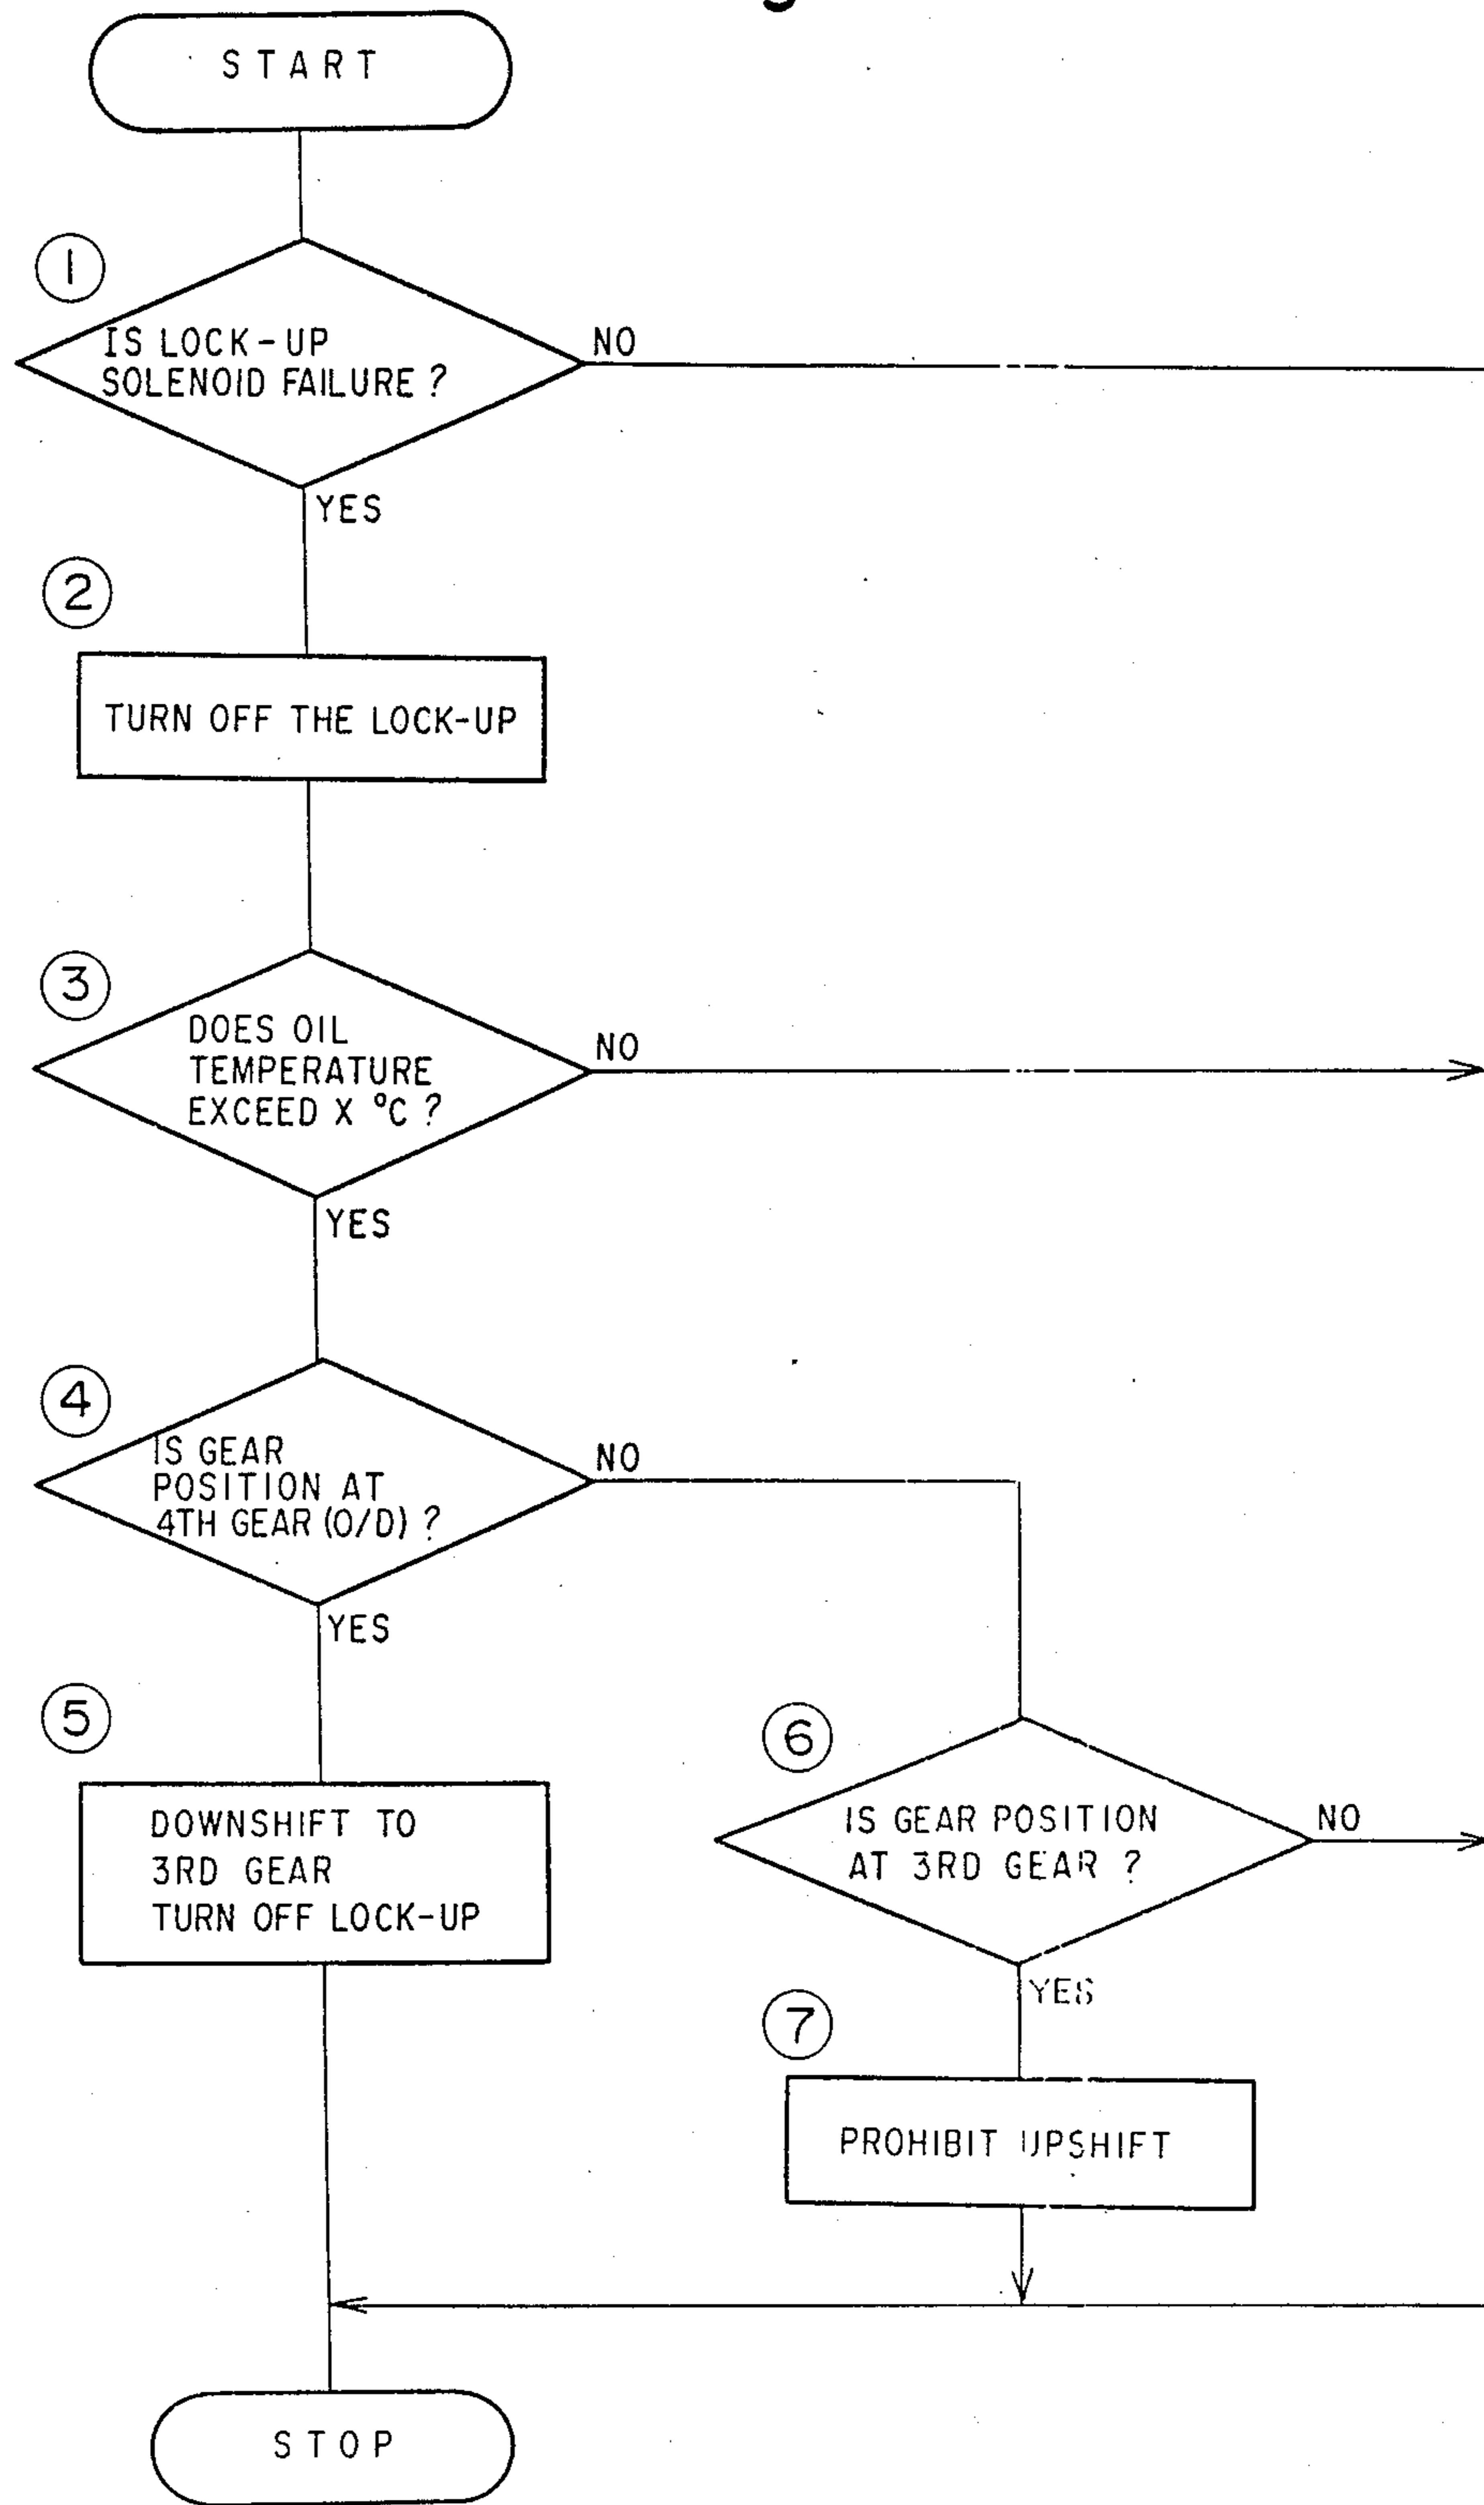 START
1
IS LOCK-UP
SOLENOID FAILURE ?
NO
YES
2
TURN OFF THE LOCK-UP
3
DOES OIL
TEMPERATURE
EXCEED X °C ?
NO
YES
4
IS GEAR
POSITION AT
4TH GEAR (O/D) ?
NO
YES
5
DOWNSHIFT TO
3RD GEAR
TURN OFF LOCK-UP
6
IS GEAR POSITION
AT 3RD GEAR ?
NO
YES
7
PROHIBIT UPSHIFT
STOP